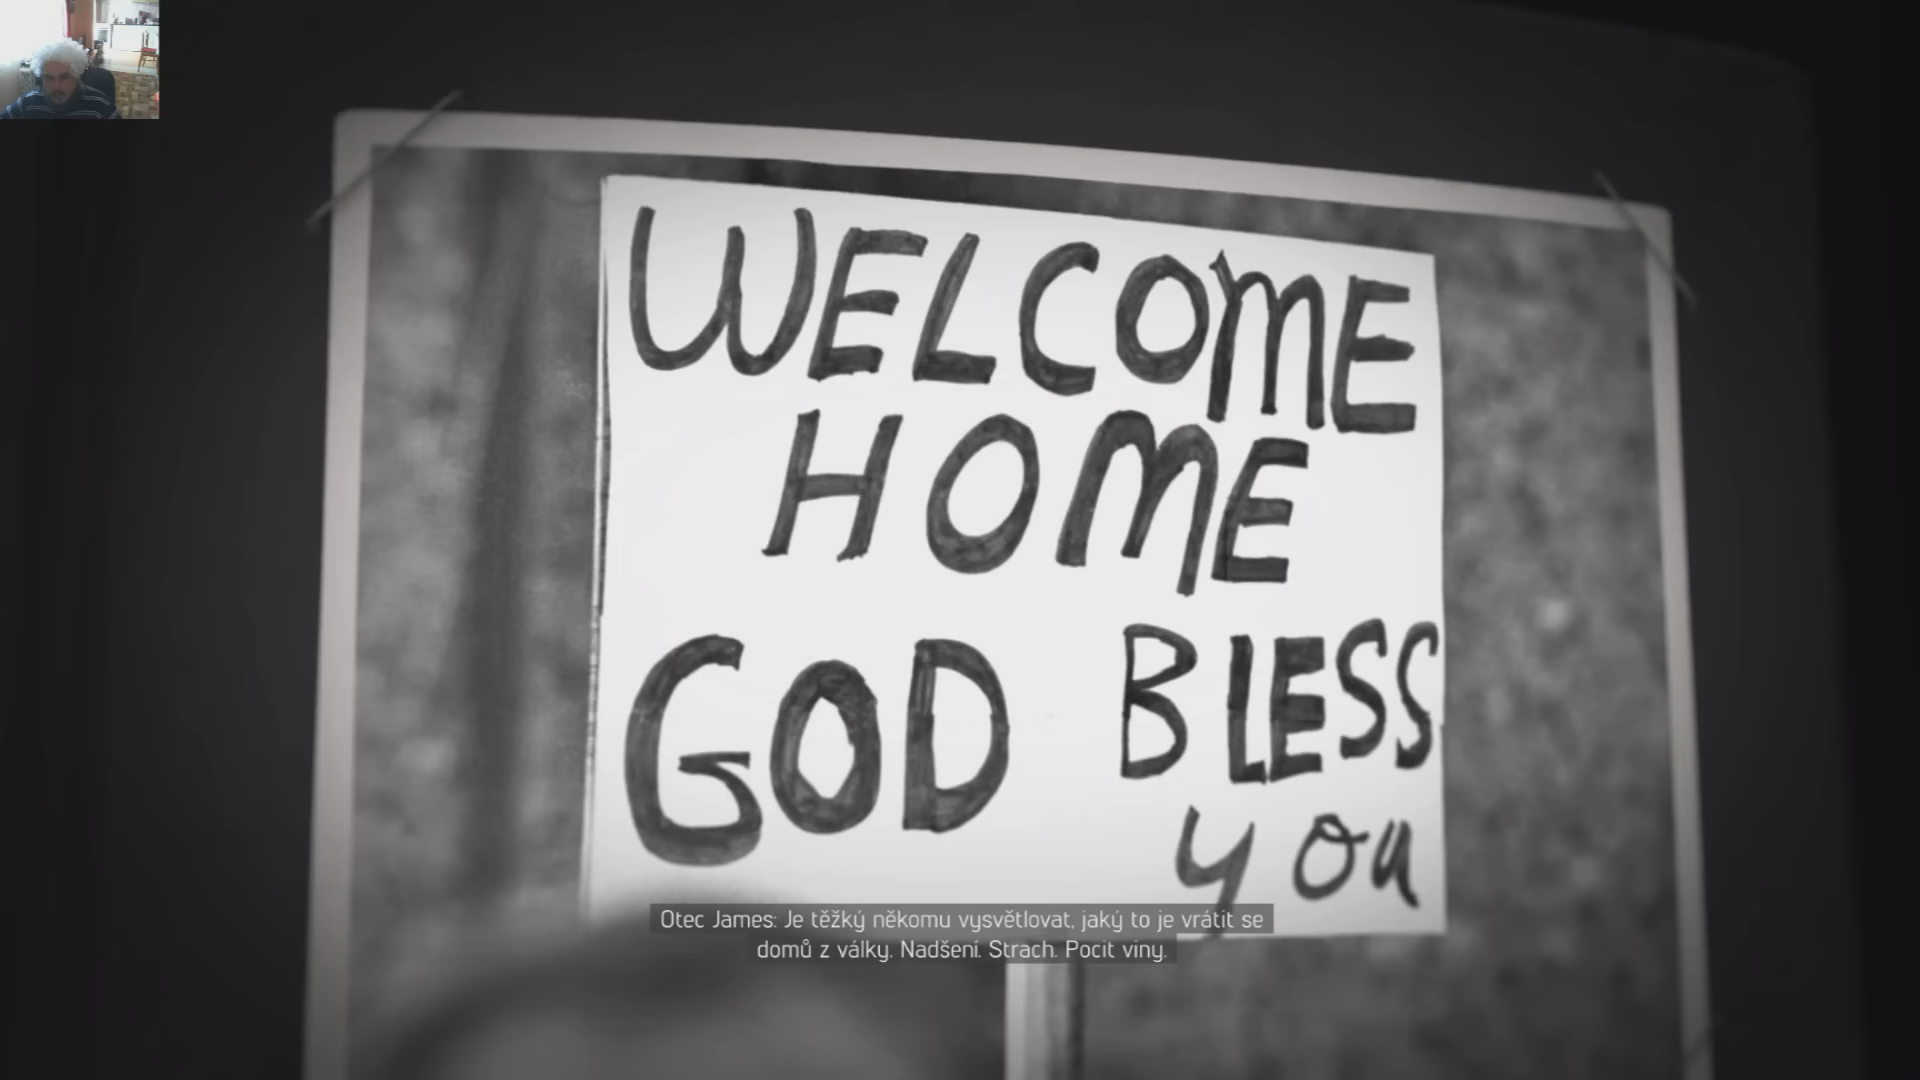 WELCOME
HOME
GOD BLESS
you
Otec James: Je těžký někomu vysvětlovat, jaký to je vrátit se
domů z války. Nadšení. Strach. Pocit viny.